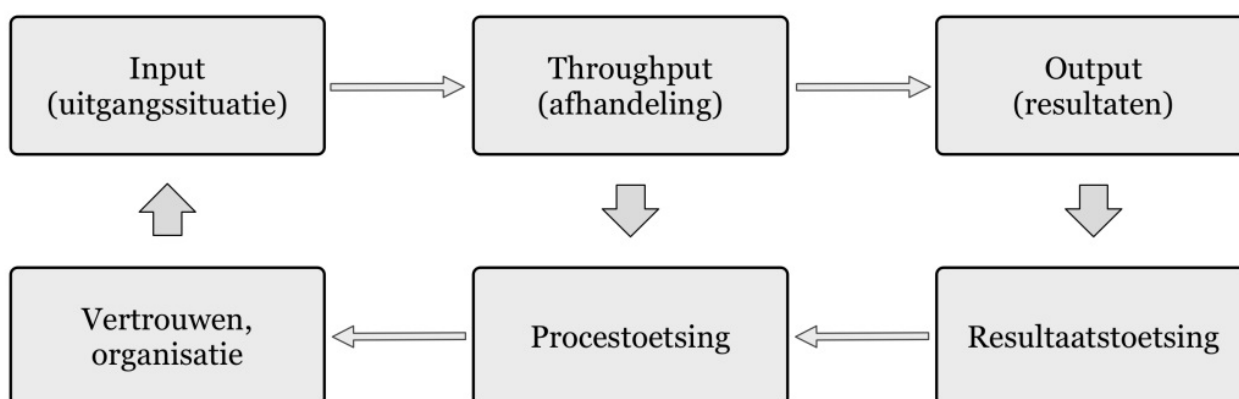 Input
(uitgangssituatie)
Throughput
(afhandeling)
Output
(resultaten)
Vertrouwen,
organisatie
Procestoetsing
Resultaatstoetsing